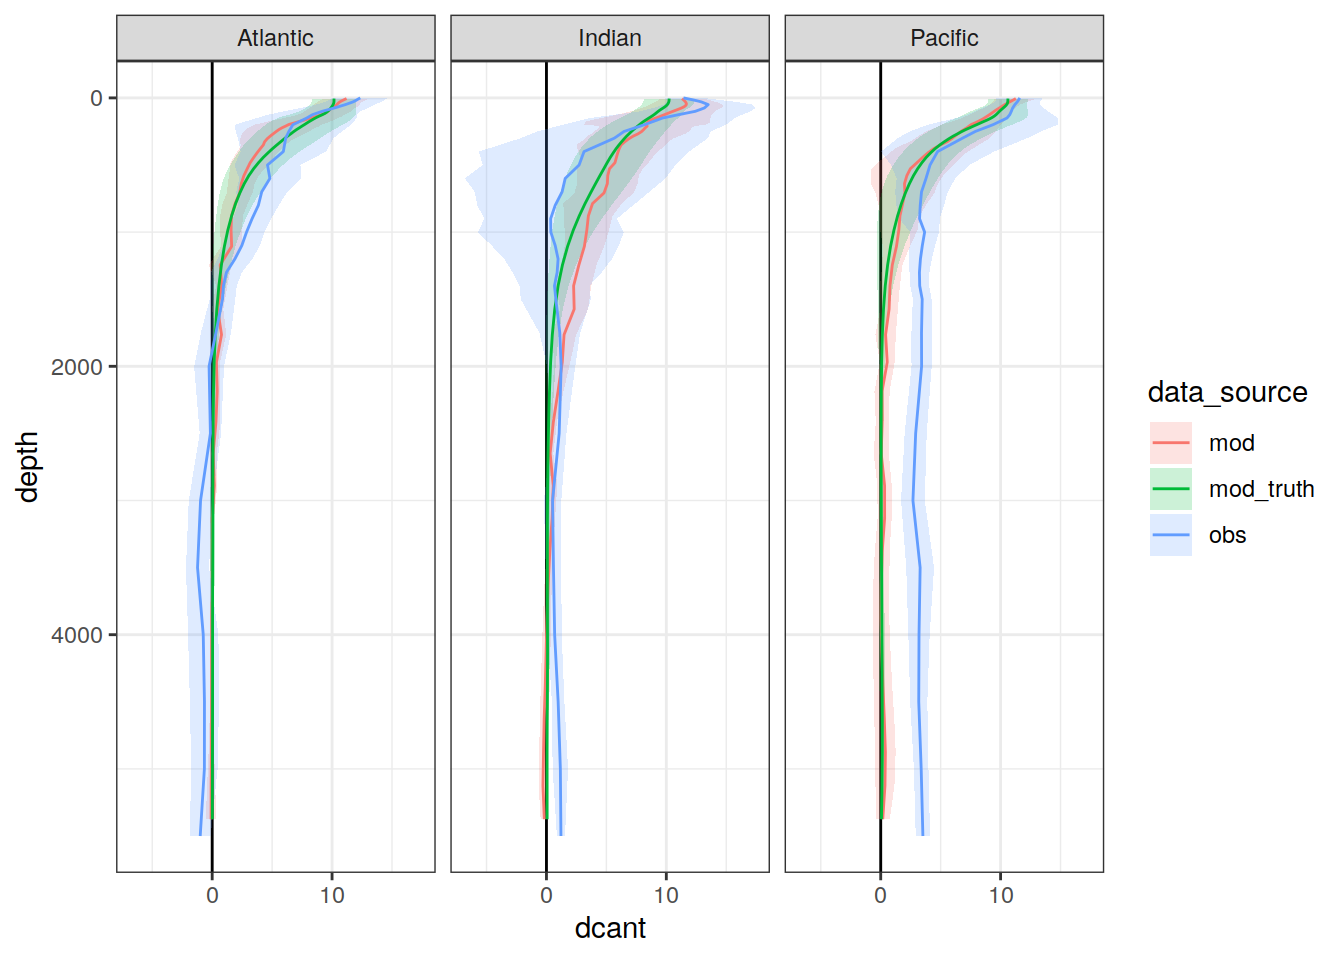 Atlantic Indian Pacific
0
2000
4000
depth
0 10 0 10 0 10
dcant
data_source
mod
mod_truth
obs